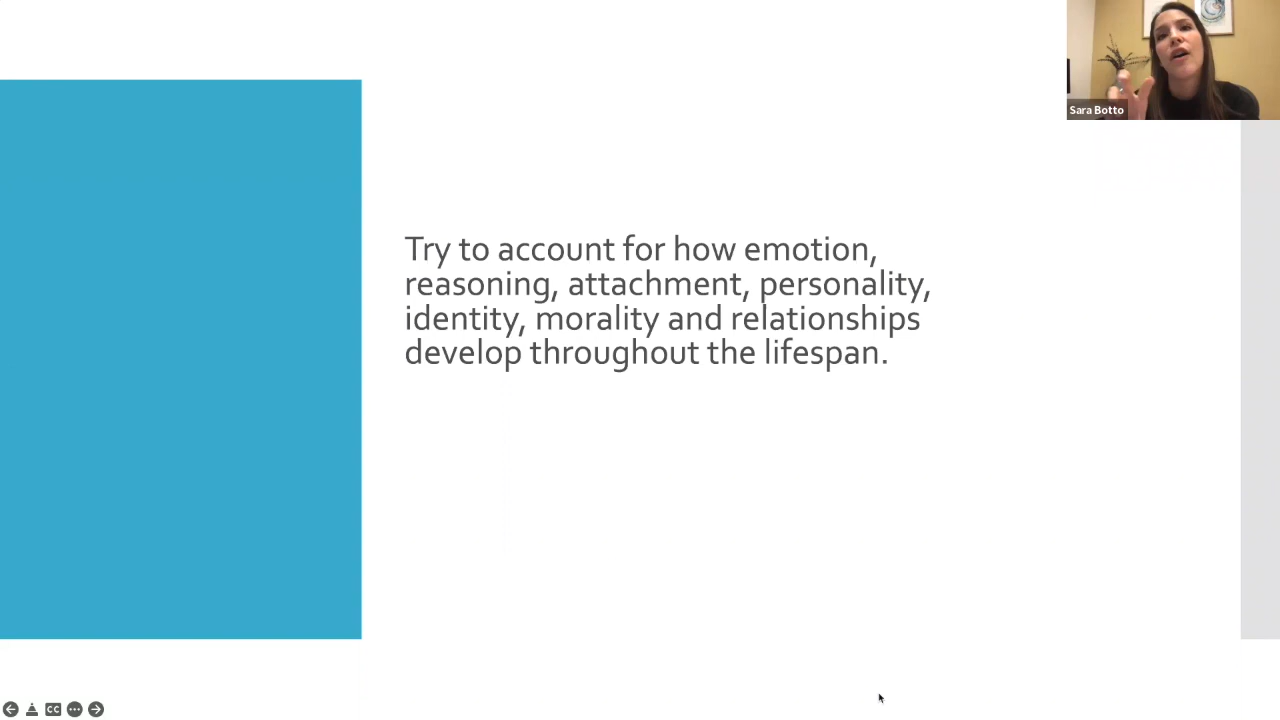 Sara Botto
Try to account for how emotion,
reasoning, attachment, personality,
identity, morality and relationships
develop throughout the lifespan.
CC